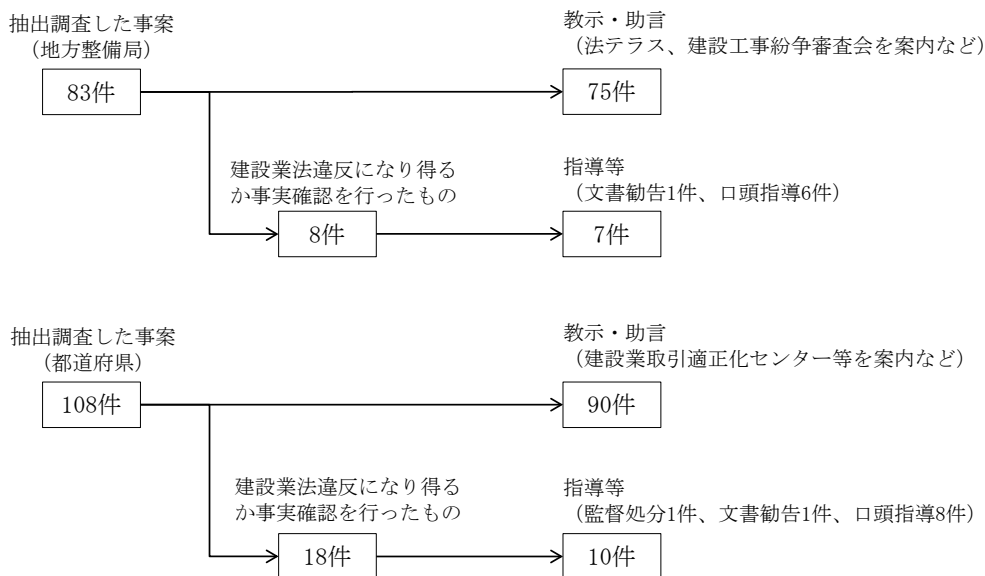 抽出調査した事案
（地方整備局）
83件
教示・助言
（法テラス、建設工事紛争審査会を案内など）
75件
建設業法違反になり得る
か事実確認を行ったもの
8件
指導等
（文書勧告1件、口頭指導6件）
7件
抽出調査した事案
（都道府県）
108件
教示・助言
（建設業取引適正化センター等を案内など）
90件
建設業法違反になり得る
か事実確認を行ったもの
18件
指導等
（監督処分1件、文書勧告1件、口頭指導8件）
10件